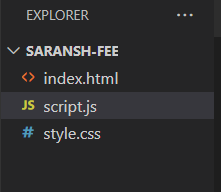 EXPLORER
SARANSH-FEE
<> index.html
JS script.js
# style.css